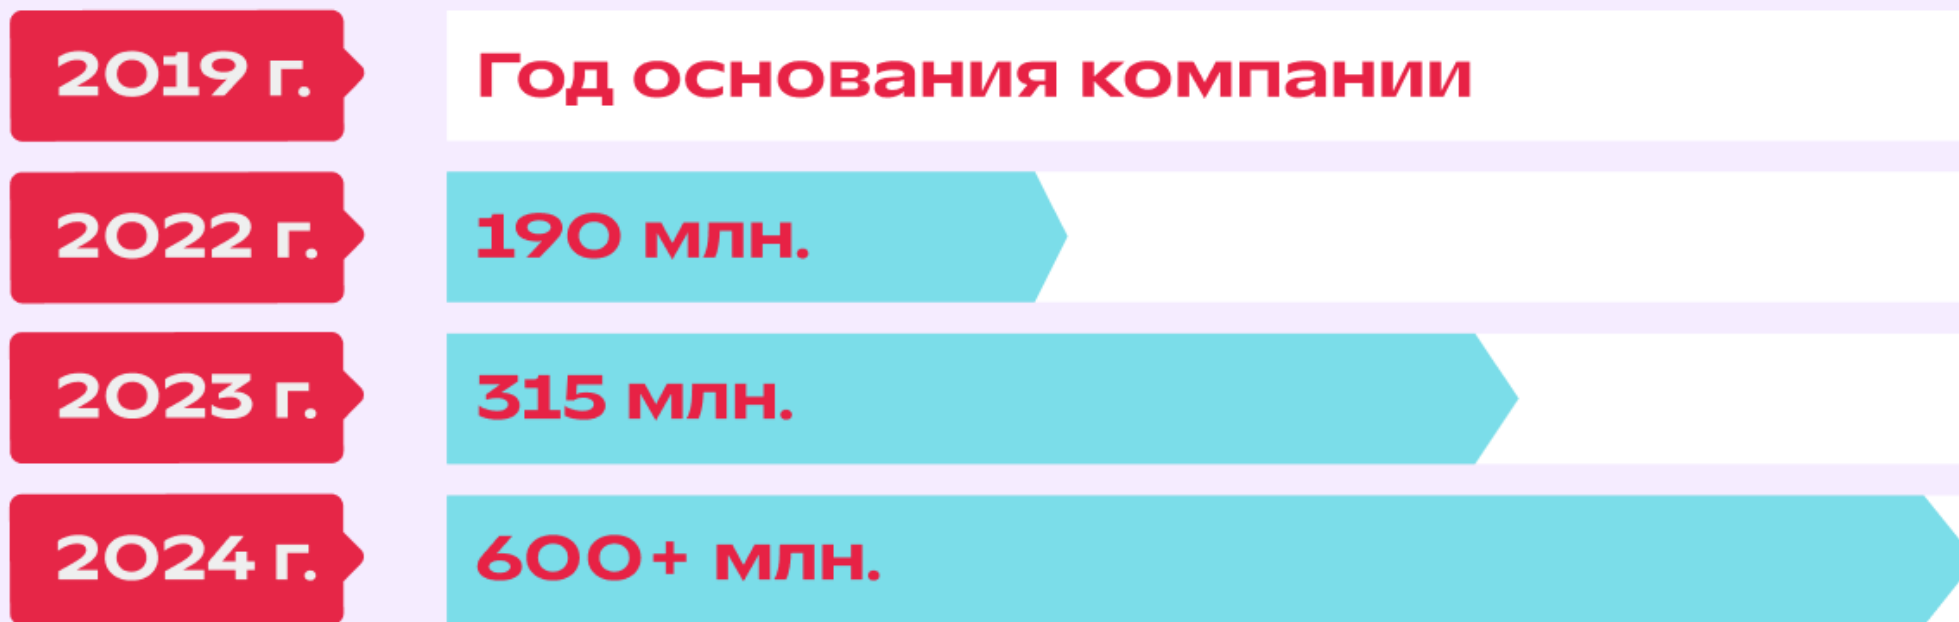 2019 г. Год основания компании
2022 г. 190 млн.
2023 г. 315 млн.
2024 г. 600+ млн.